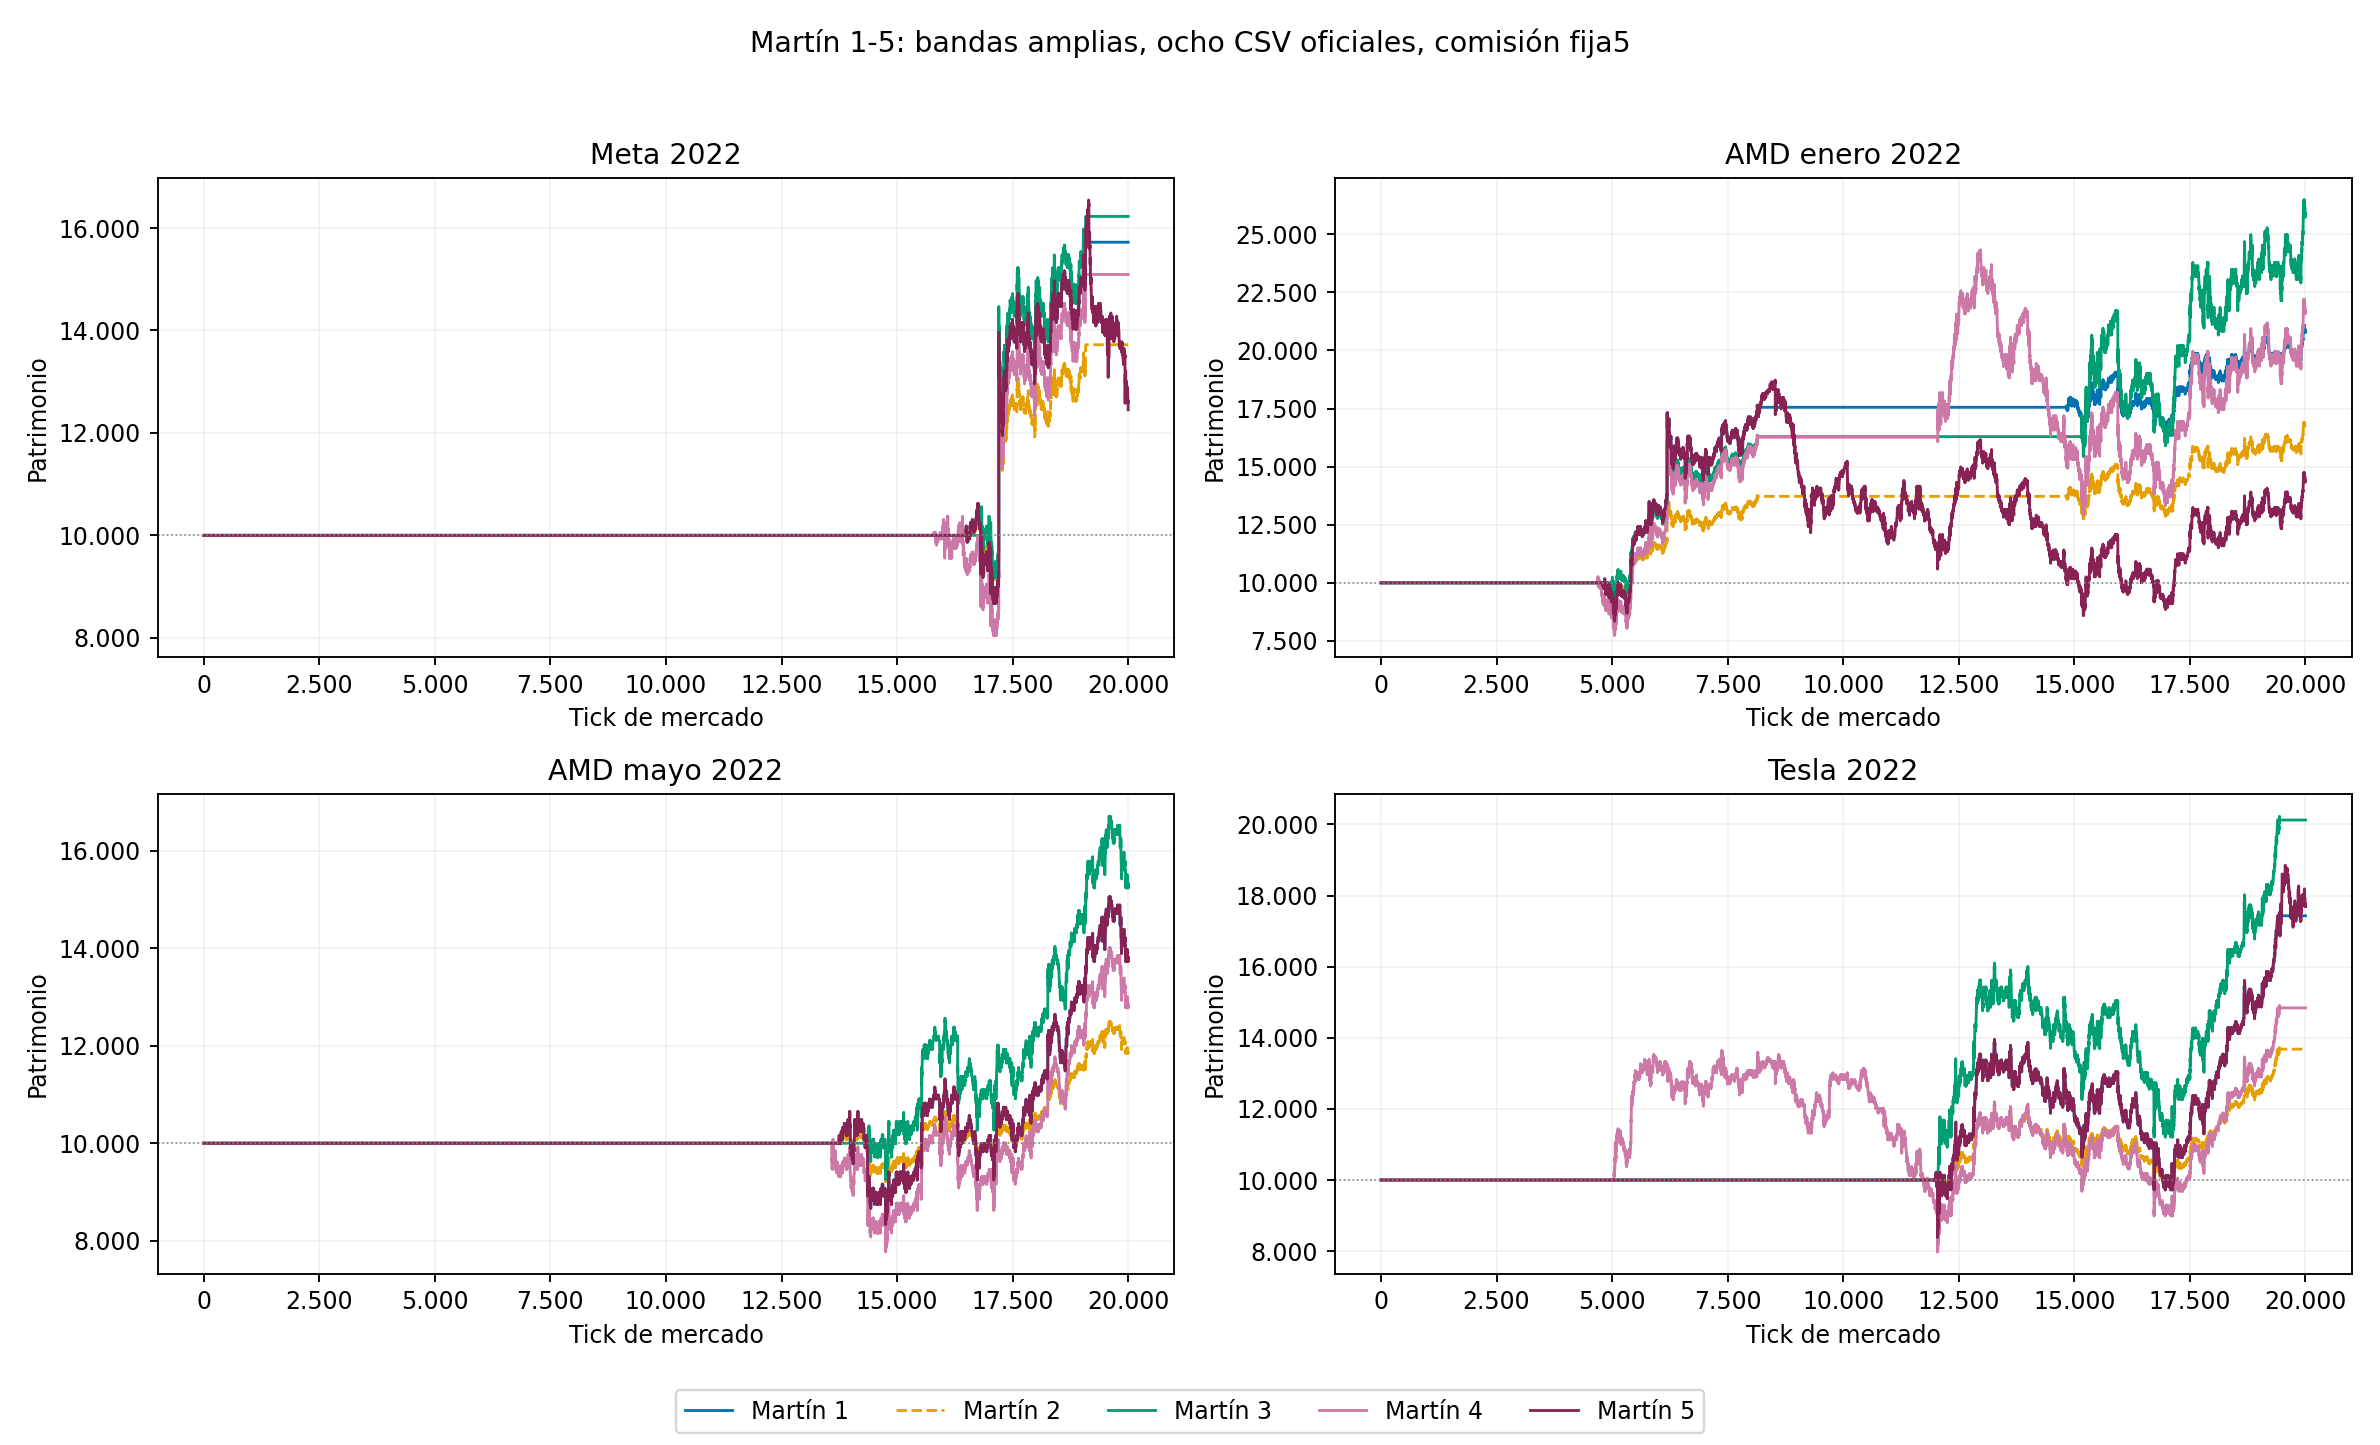 Martín 1-5: bandas amplias, ocho CSV oficiales, comisión fija5
Meta 2022
Patrimonio
16.000
14.000
12.000
10.000
8.000
0 2.500 5.000 7.500 10.000 12.500 15.000 17.500 20.000
Tick de mercado
AMD enero 2022
Patrimonio
25.000
22.500
20.000
17.500
15.000
12.500
10.000
7.500
0 2.500 5.000 7.500 10.000 12.500 15.000 17.500 20.000
Tick de mercado
AMD mayo 2022
Patrimonio
16.000
14.000
12.000
10.000
8.000
0 2.500 5.000 7.500 10.000 12.500 15.000 17.500 20.000
Tick de mercado
Tesla 2022
Patrimonio
20.000
18.000
16.000
14.000
12.000
10.000
8.000
0 2.500 5.000 7.500 10.000 12.500 15.000 17.500 20.000
Tick de mercado
Martín 1 Martín 2 Martín 3 Martín 4 Martín 5